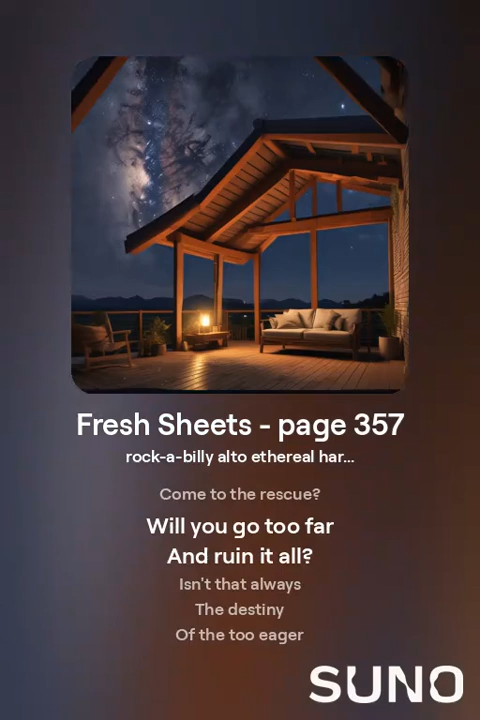 Fresh Sheets - page 357
rock-a-billy alto ethereal har...
Come to the rescue?
Will you go too far
And ruin it all?
Isn't that always
The destiny
Of the too eager
SUNO